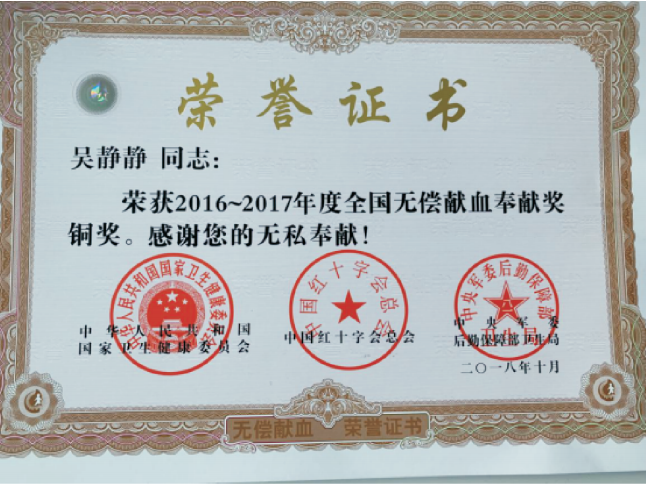 荣誉证书
吴静静 同志:
荣获2016~2017年度全国无偿献血奉献奖
铜奖。感谢您的无私奉献!
中华人民共和国国家卫生健康委员会
中国红十字会总会
中央军委后勤保障部
卫生局
中华人民共和国
国家卫生健康委员会
中国红十字会总会
中央军委
后勤保障部卫生局
二〇一八年十月
无偿献血 荣誉证书